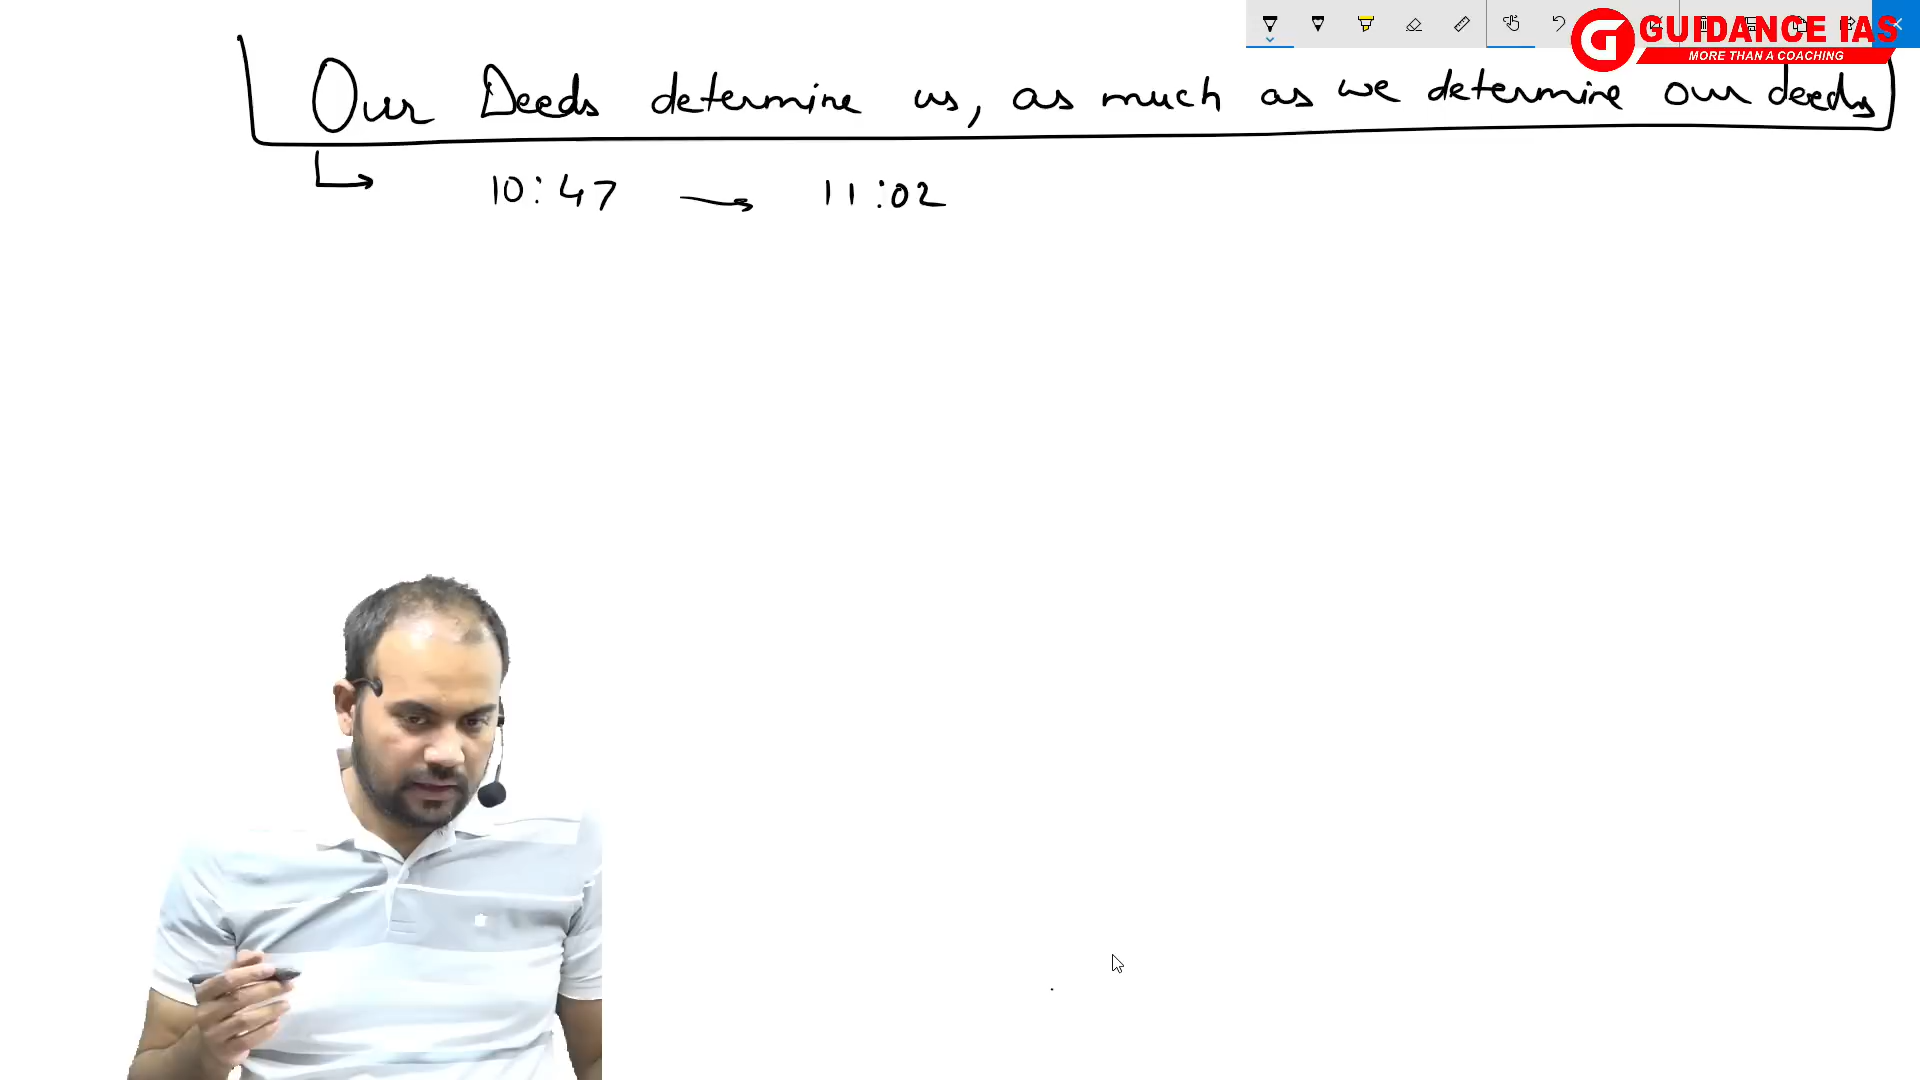 GUIDANCE IAS
MORE THAN A COACHING
Our Deeds determine us, as much as we determine our deeds
10:47 → 11:02